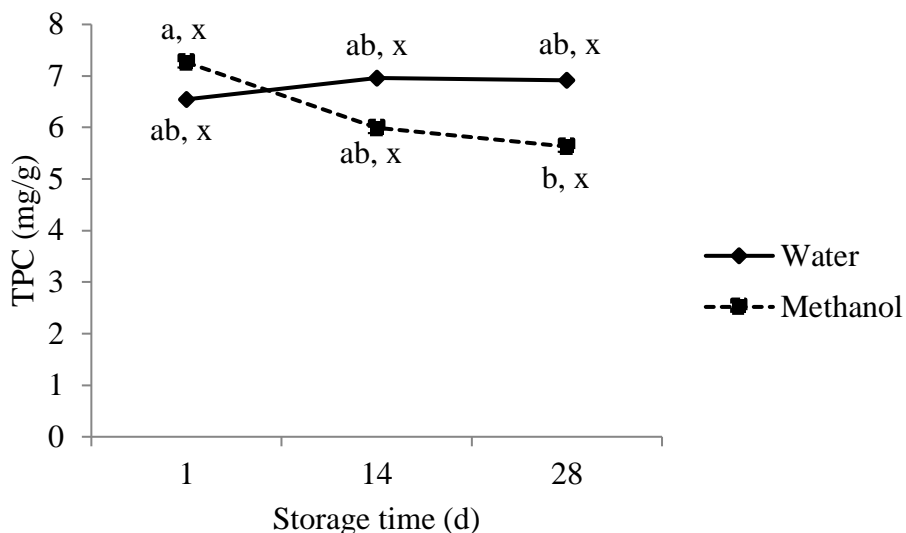 8
7
6
5
4
3
2
1
0
TPC (mg/g)
a, x
ab, x
ab, x
ab, x
ab, x
b, x
1 14 28
Storage time (d)
Water
Methanol